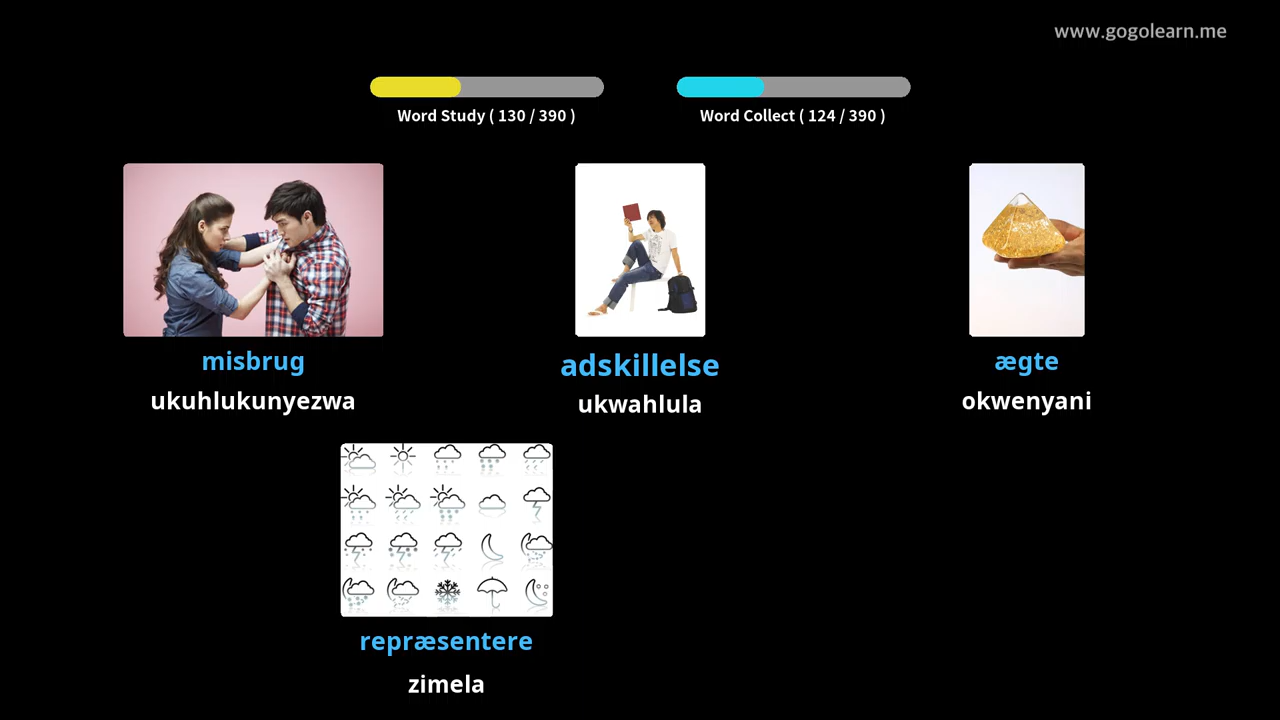 www.gogolearn.me
Word Study ( 130 / 390 )
Word Collect ( 124 / 390 )
misbrug
ukuhlukunyezwa
adskillelse
ukwahlula
ægte
okwenyani
repræsentere
zimela